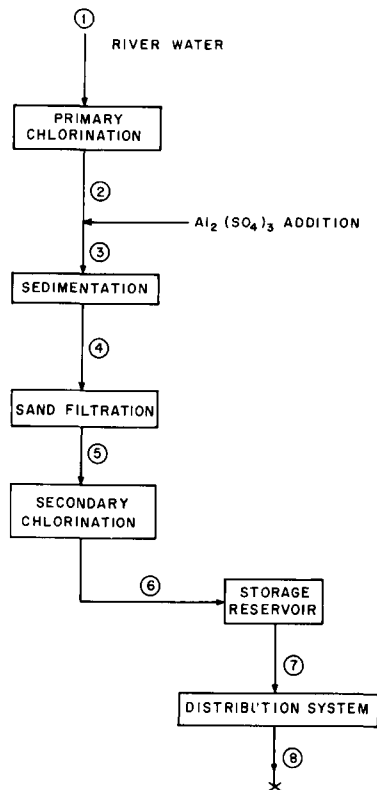 1
RIVER WATER
PRIMARY
CHLORINATION
2
Al2 (SO4)3 ADDITION
3
SEDIMENTATION
4
SAND FILTRATION
5
SECONDARY
CHLORINATION
6
STORAGE
RESERVOIR
7
DISTRIBUTION SYSTEM
8